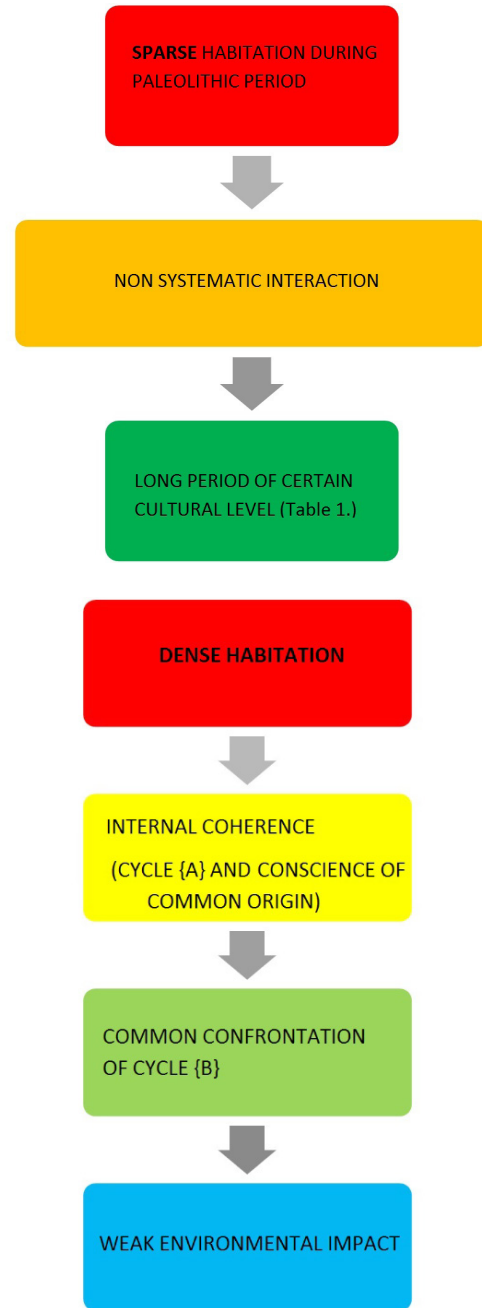 SPARSE HABITATION DURING
PALEOLITHIC PERIOD
NON SYSTEMATIC INTERACTION
LONG PERIOD OF CERTAIN
CULTURAL LEVEL (Table 1.)
DENSE HABITATION
INTERNAL COHERENCE
(CYCLE {A} AND CONSCIENCE OF
COMMON ORIGIN)
COMMON CONFRONTATION
OF CYCLE {B}
WEAK ENVIRONMENTAL IMPACT